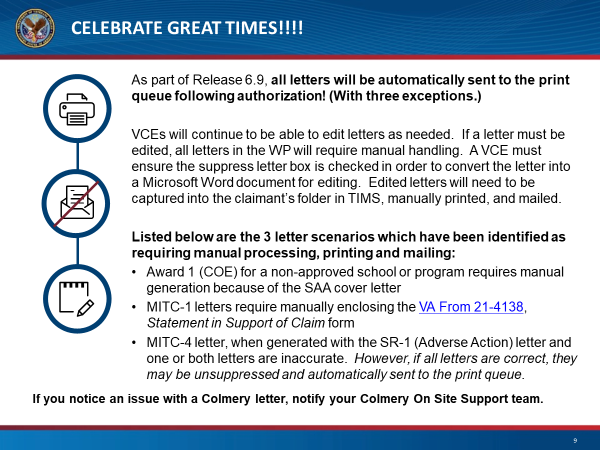 CELEBRATE GREAT TIMES!!!!
As part of Release 6.9, all letters will be automatically sent to the print
queue following authorization! (With three exceptions.)
VCEs will continue to be able to edit letters as needed.  If a letter must be
edited, all letters in the WP will require manual handling.  A VCE must
ensure the suppress letter box is checked in order to convert the letter into
a Microsoft Word document for editing.  Edited letters will need to be
captured into the claimant's folder in TIMS, manually printed, and mailed.
Listed below are the 3 letter scenarios which have been identified as
requiring manual processing, printing and mailing:
• Award 1 (COE) for a non-approved school or program requires manual
generation because of the SAA cover letter
• MITC-1 letters require manually enclosing the VA From 21-4138,
Statement in Support of Claim form
• MITC-4 letter, when generated with the SR-1 (Adverse Action) letter and
one or both letters are inaccurate.  However, if all letters are correct, they
may be unsuppressed and automatically sent to the print queue.
If you notice an issue with a Colmery letter, notify your Colmery On Site Support team.
9